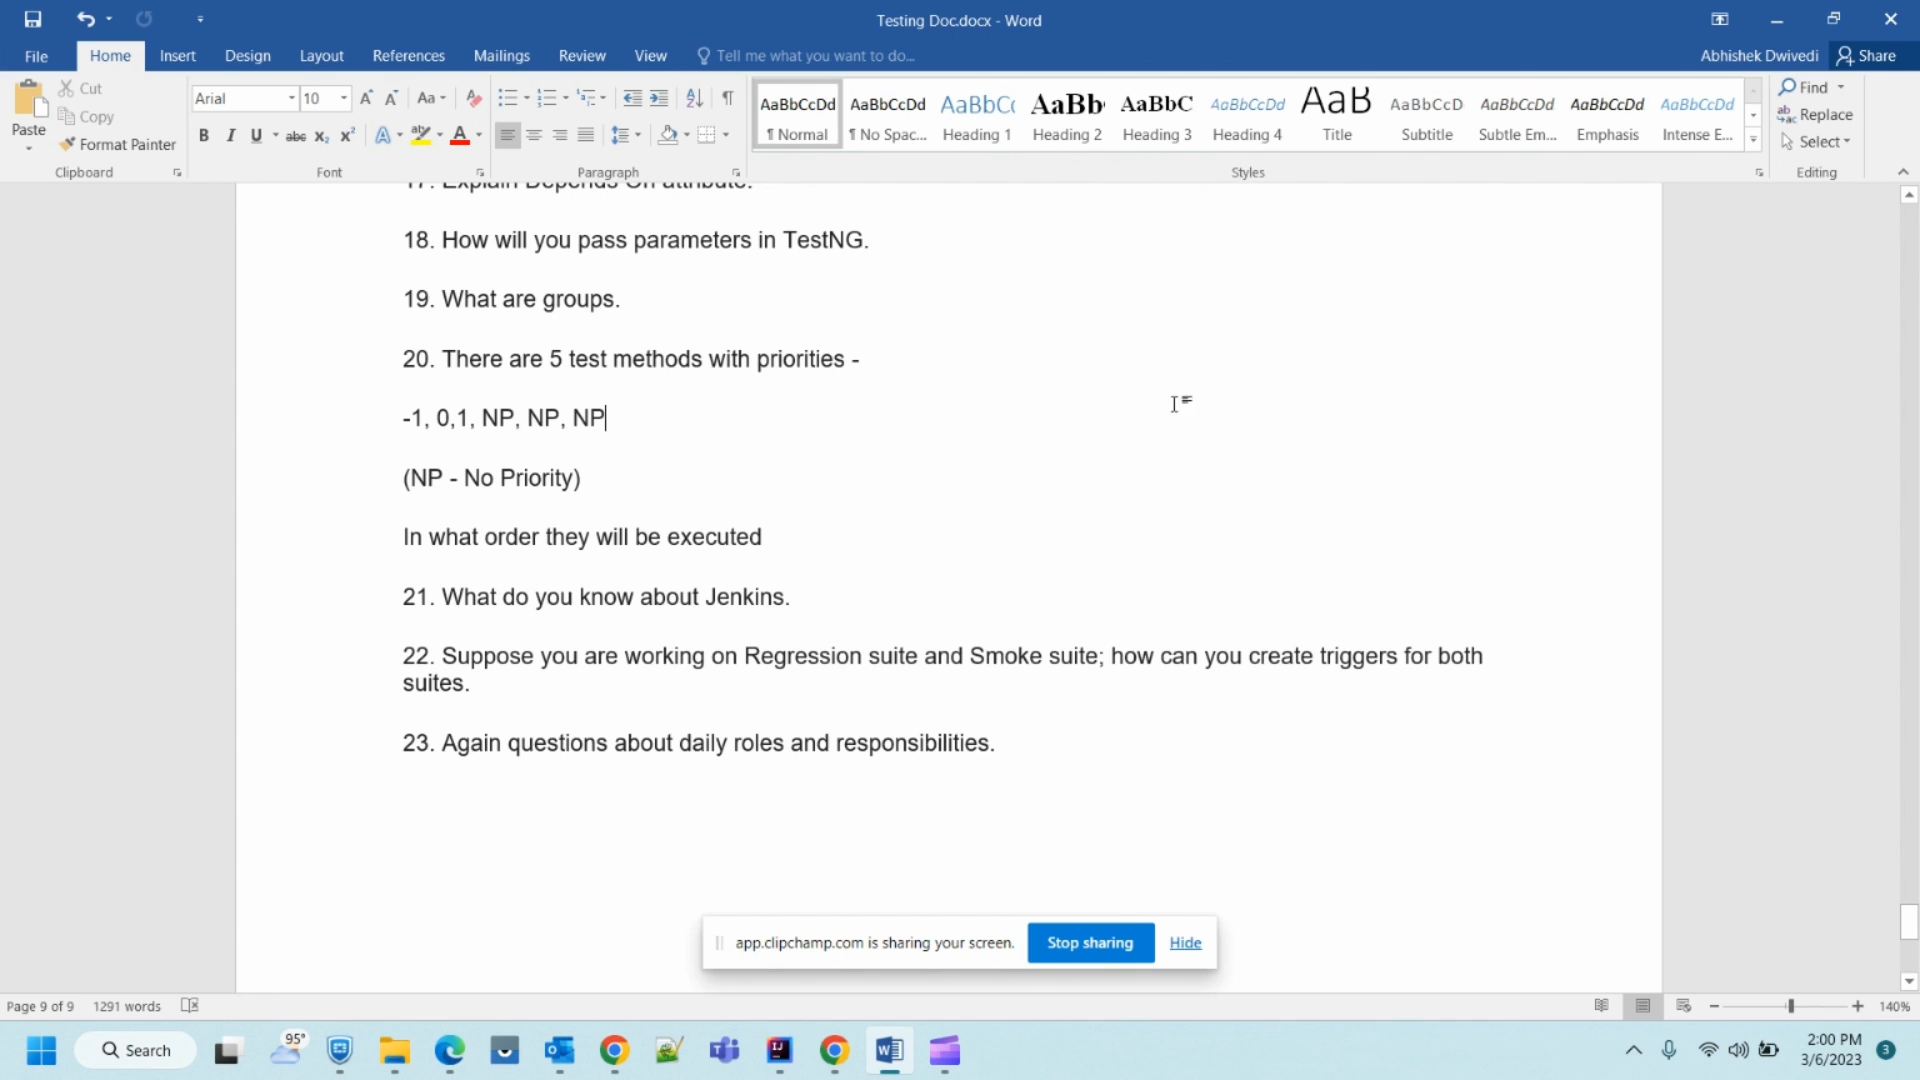 Testing Doc.docx - Word
File Home Insert Design Layout References Mailings Review View Tell me what you want to do... Abhishek Dwivedi Share
Paste Cut Copy Format Painter
Arial 10
AaBbCcDd AaBbCcDd AaBbCc AaBb AaBbC AaBbCcDd AaB AaBbCcD AaBbCcDd AaBbCcDd AaBbCcDd
¶ Normal ¶ No Spac... Heading 1 Heading 2 Heading 3 Heading 4 Title Subtitle Subtle Em... Emphasis Intense E...
Find Replace Select
Clipboard Font Paragraph Styles Editing
17. Explain Depends On attribute.
18. How will you pass parameters in TestNG.
19. What are groups.
20. There are 5 test methods with priorities -
-1, 0,1, NP, NP, NP
(NP - No Priority)
In what order they will be executed
21. What do you know about Jenkins.
22. Suppose you are working on Regression suite and Smoke suite; how can you create triggers for both
suites.
23. Again questions about daily roles and responsibilities.
app.clipchamp.com is sharing your screen. Stop sharing Hide
Page 9 of 9 1291 words 140%
95°
Search
2:00 PM
3/6/2023
3